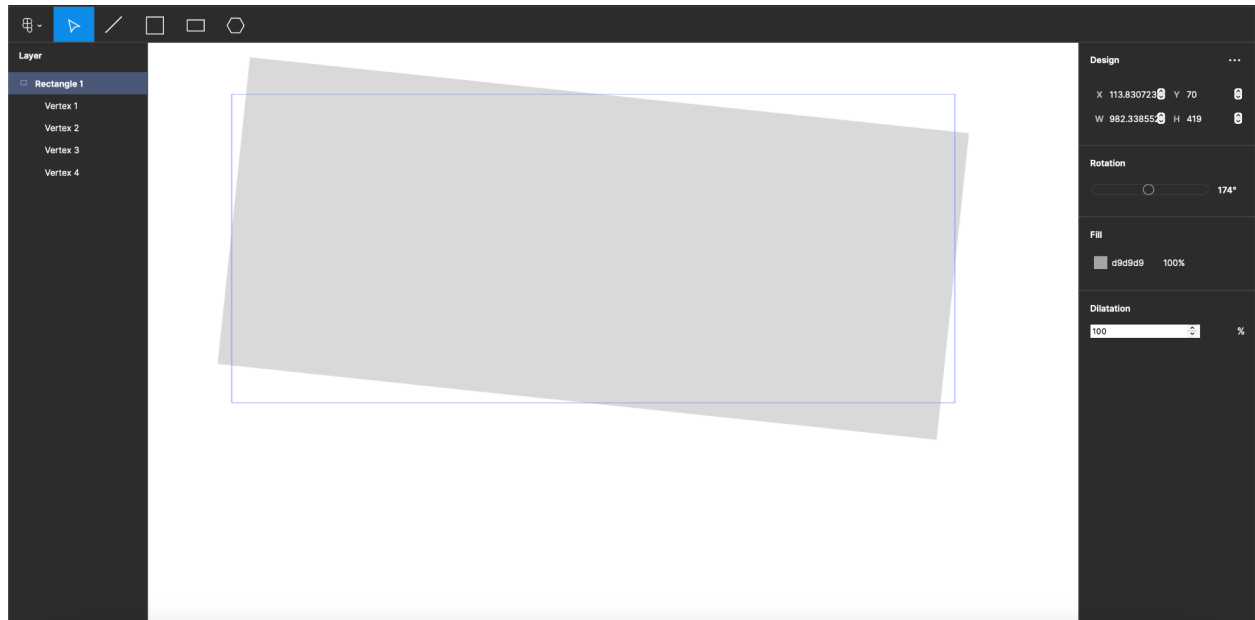 Layer
Rectangle 1
Vertex 1
Vertex 2
Vertex 3
Vertex 4
Design
X 113.830723 Y 70
W 982.338552 H 419
Rotation
174°
Fill
d9d9d9 100%
Dilatation
100 %